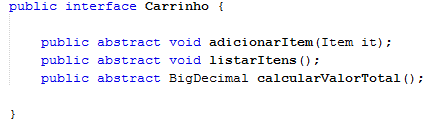 public interface Carrinho {
public abstract void adicionarItem(Item it);
public abstract void listarItens();
public abstract BigDecimal calcularValorTotal();
}